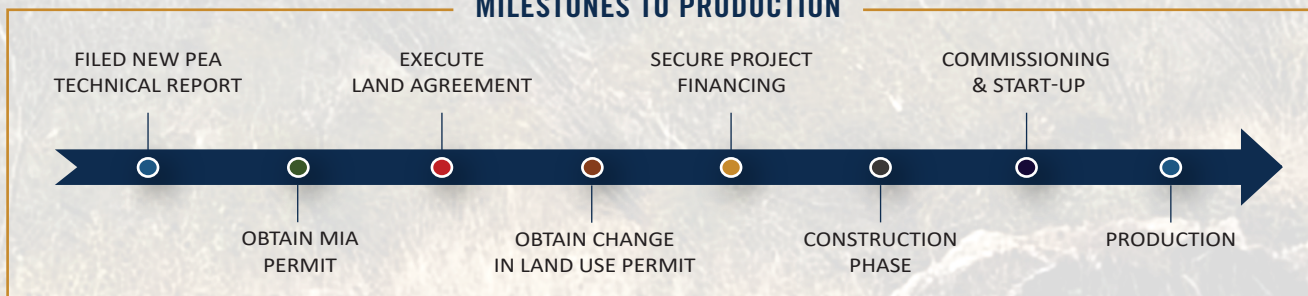 MILESTONES TO PRODUCTION
FILED NEW PEA
TECHNICAL REPORT
OBTAIN MIA
PERMIT
EXECUTE
LAND AGREEMENT
OBTAIN CHANGE
IN LAND USE PERMIT
SECURE PROJECT
FINANCING
CONSTRUCTION
PHASE
COMMISSIONING
& START-UP
PRODUCTION